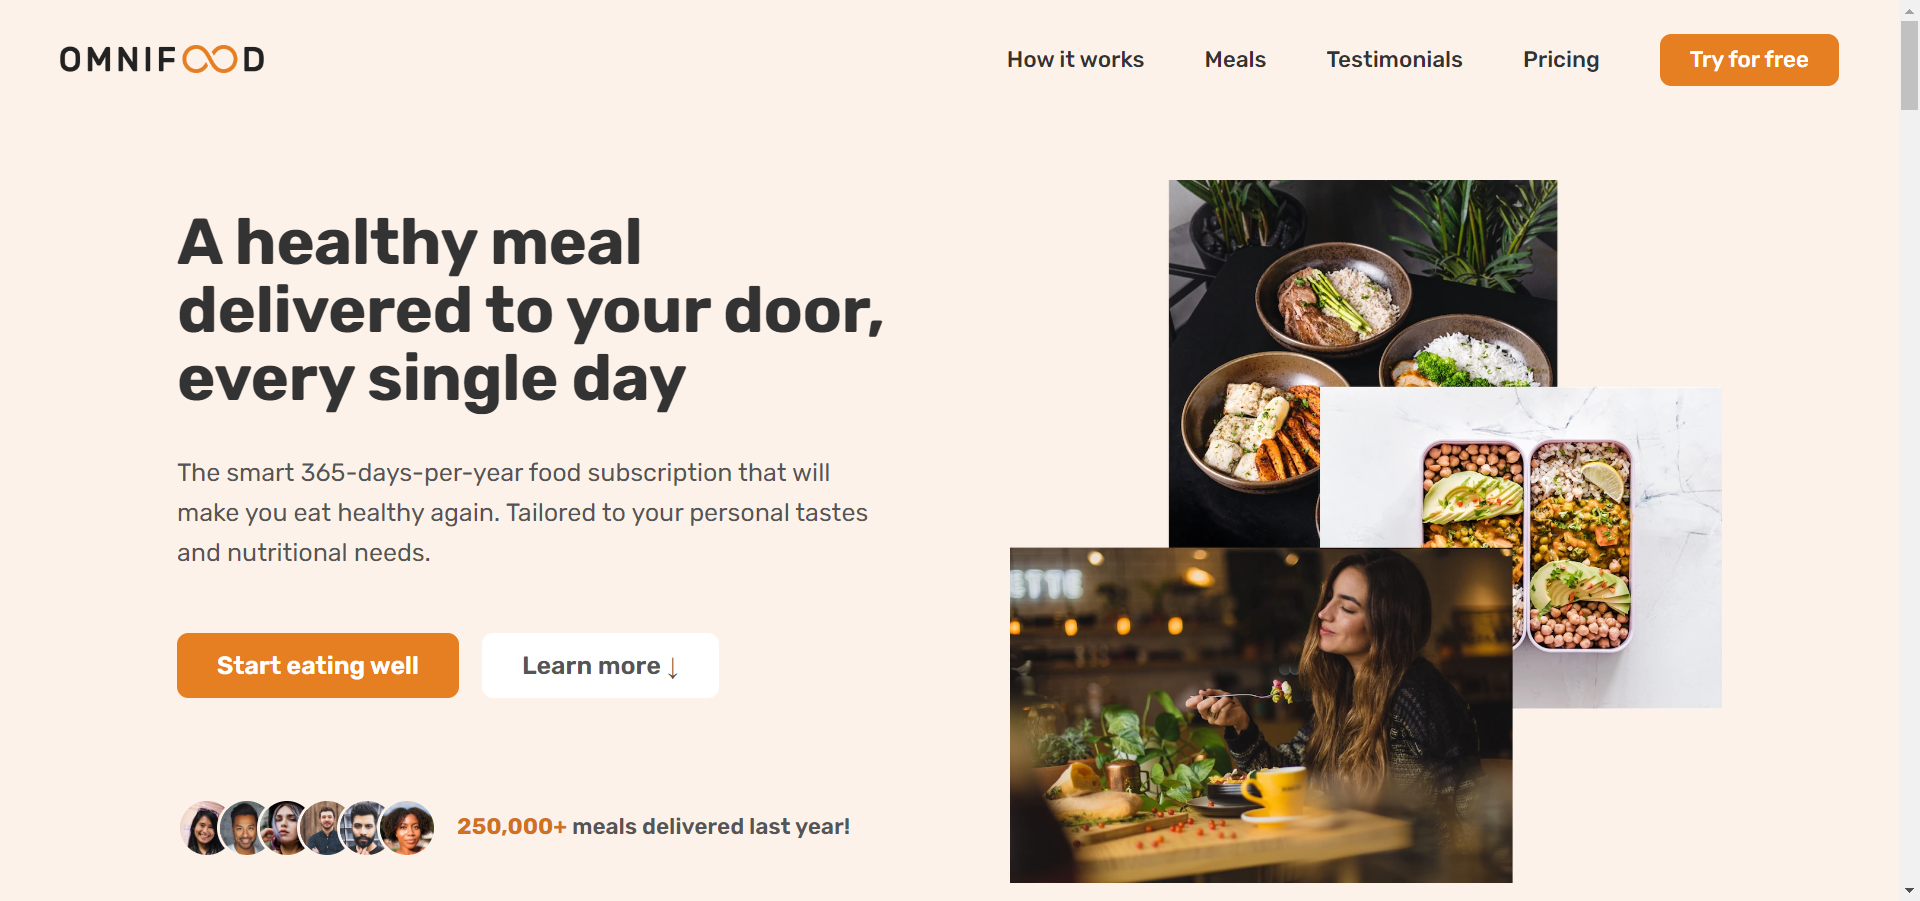 OMNIFOOD
How it works
Meals
Testimonials
Pricing
Try for free
A healthy meal
delivered to your door,
every single day
The smart 365-days-per-year food subscription that will
make you eat healthy again. Tailored to your personal tastes
and nutritional needs.
Start eating well
Learn more ↓
ETTE
250,000+ meals delivered last year!